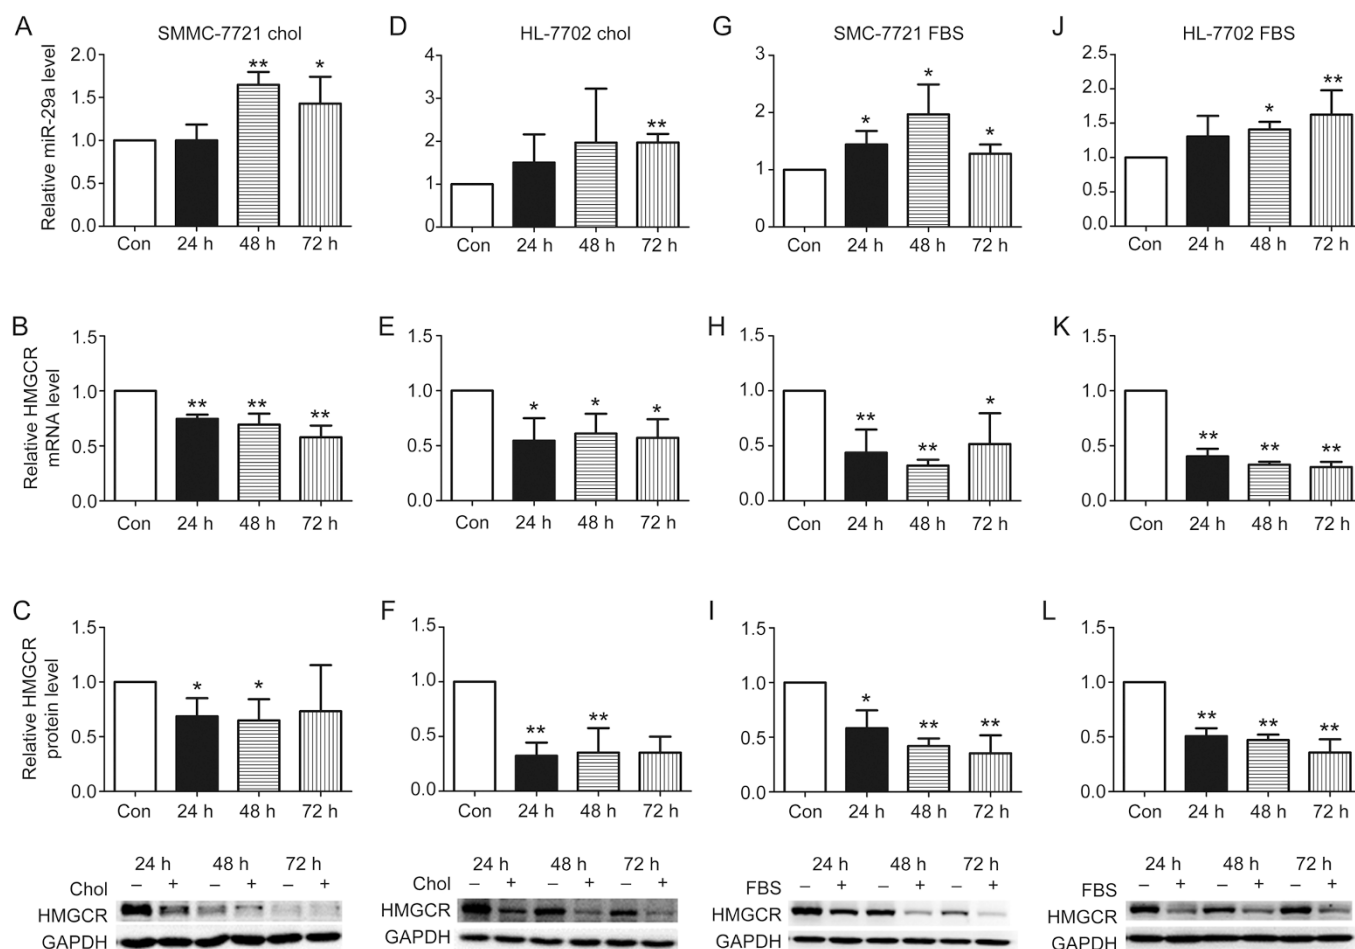 A SMMC-7721 chol
Relative miR-29a level
2.0
1.5
1.0
0.5
0.0
** *
Con 24 h 48 h 72 h
D HL-7702 chol
4
3
2
1
0
**
Con 24 h 48 h 72 h
G SMC-7721 FBS
3
2
1
0
* * *
Con 24 h 48 h 72 h
J HL-7702 FBS
2.5
2.0
1.5
1.0
0.5
0.0
* **
Con 24 h 48 h 72 h
B
Relative HMGCR
mRNA level
1.5
1.0
0.5
0.0
** ** **
Con 24 h 48 h 72 h
E
1.5
1.0
0.5
0.0
* * *
Con 24 h 48 h 72 h
H
1.5
1.0
0.5
0.0
** ** *
Con 24 h 48 h 72 h
K
1.5
1.0
0.5
0.0
** ** **
Con 24 h 48 h 72 h
C
Relative HMGCR
protein level
1.5
1.0
0.5
0.0
* *
Con 24 h 48 h 72 h
24 h 48 h 72 h
Chol – + – + – +
HMGCR
GAPDH
F
1.5
1.0
0.5
0.0
** **
Con 24 h 48 h 72 h
24 h 48 h 72 h
Chol – + – + – +
HMGCR
GAPDH
I
1.5
1.0
0.5
0.0
* ** **
Con 24 h 48 h 72 h
24 h 48 h 72 h
FBS – + – + – +
HMGCR
GAPDH
L
1.5
1.0
0.5
0.0
** ** **
Con 24 h 48 h 72 h
24 h 48 h 72 h
FBS – + – + – +
HMGCR
GAPDH